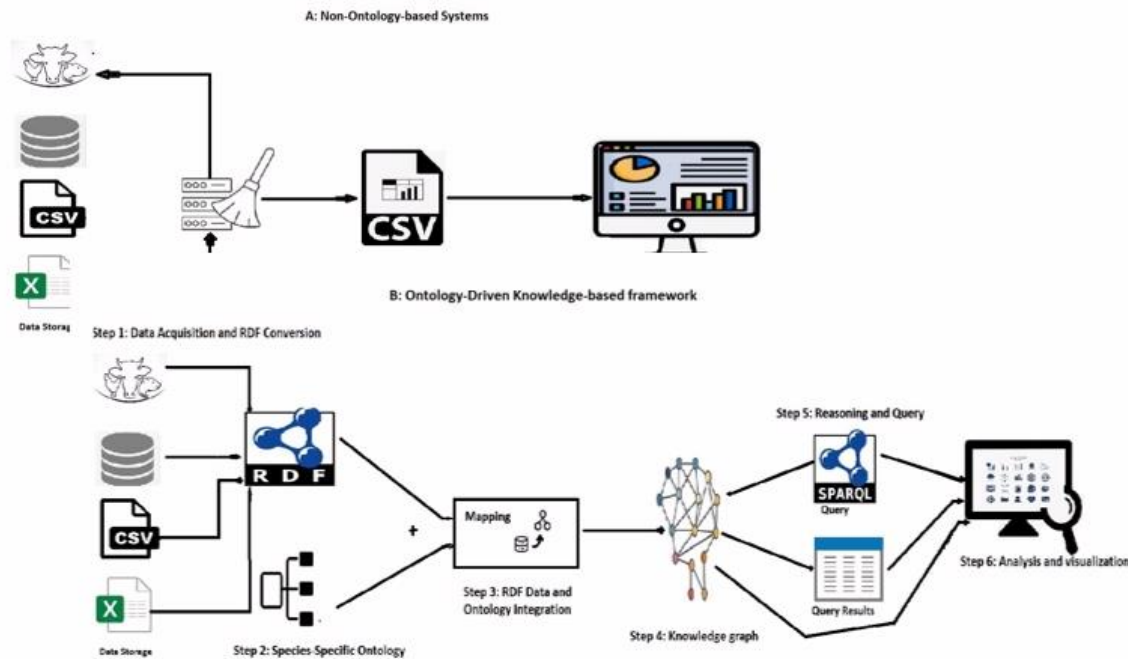 A: Non-Ontology-based Systems
CSV
CSV
X
Data Storag
B: Ontology-Driven Knowledge-based framework
Step 1: Data Acquisition and RDF Conversion
RDF
CSV
X
Data Storage
Step 2: Species-Specific Ontology
+
Mapping
Step 3: RDF Data and
Ontology Integration
Step 4: Knowledge graph
Step 5: Reasoning and Query
SPARQL
Query
Query Results
Step 6: Analysis and visualization